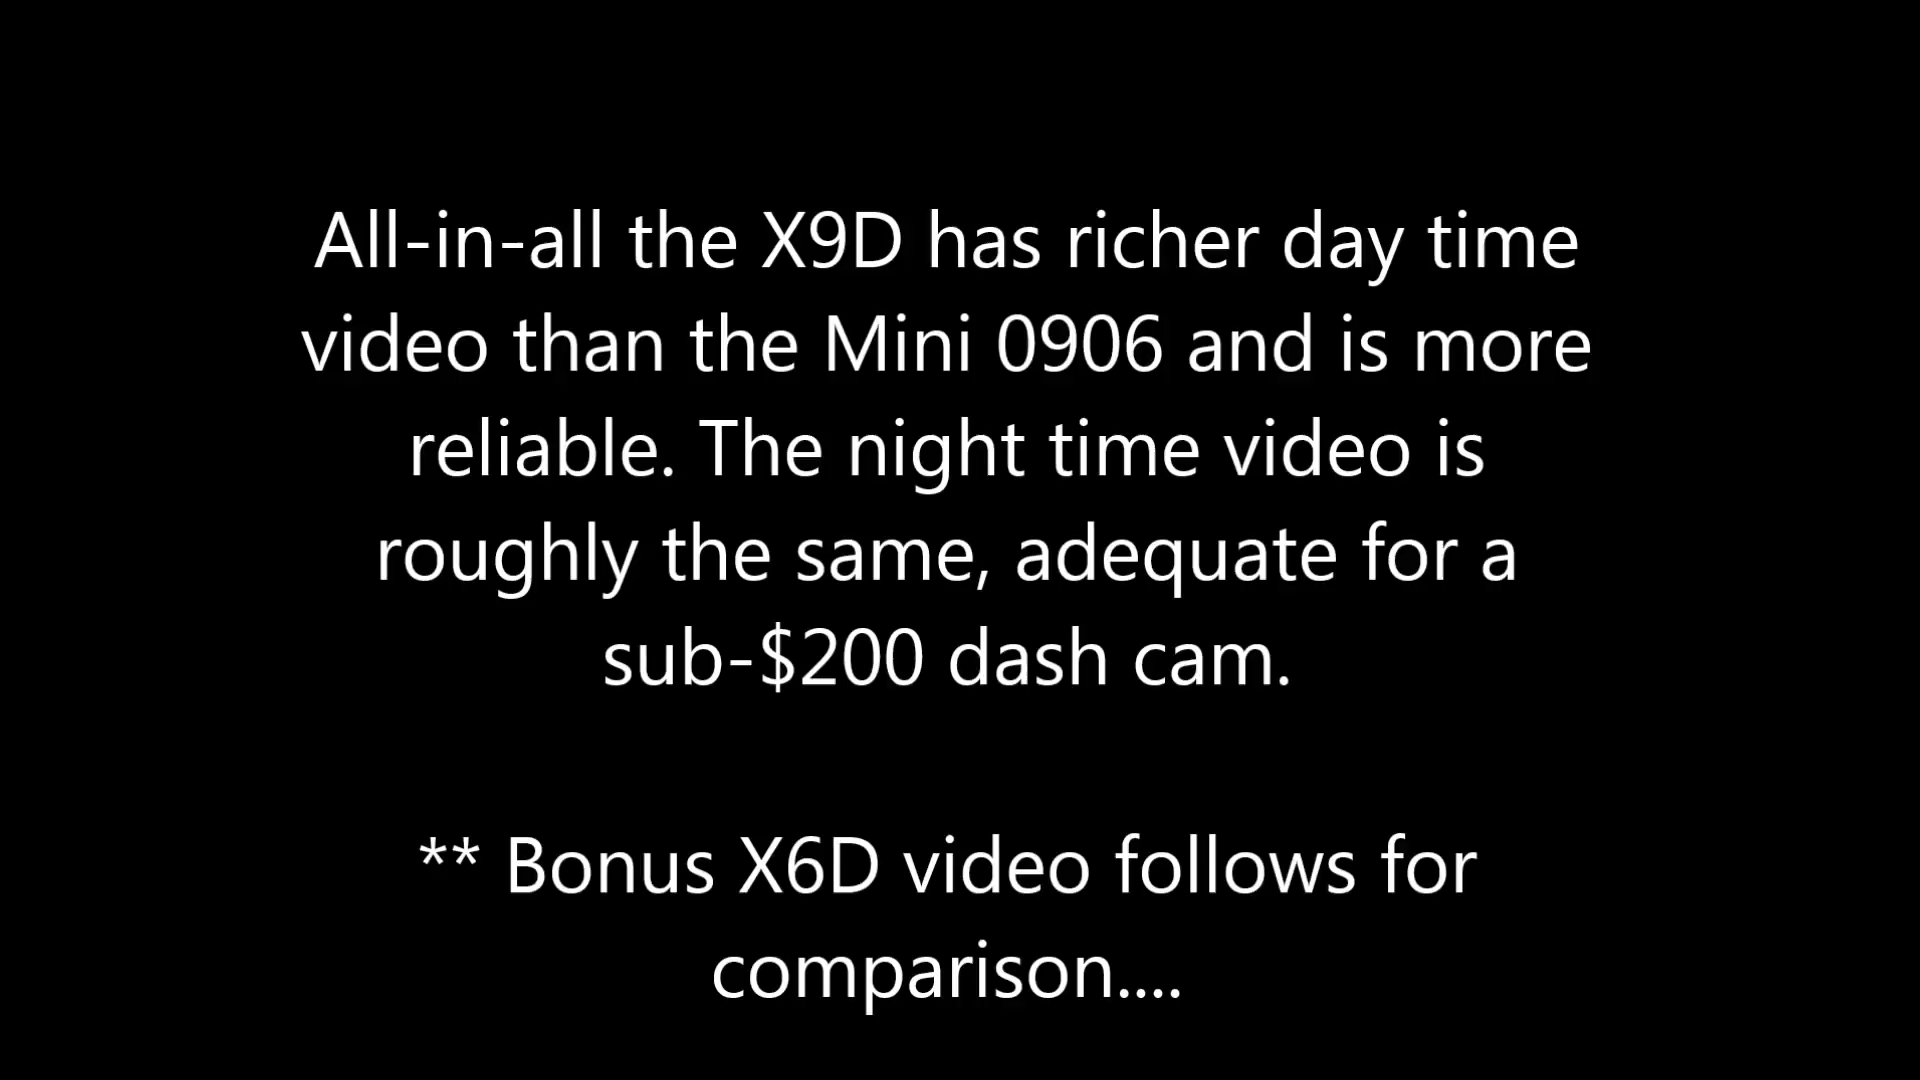 All-in-all the X9D has richer day time
video than the Mini 0906 and is more
reliable. The night time video is
roughly the same, adequate for a
sub-$200 dash cam.
** Bonus X6D video follows for
comparison....